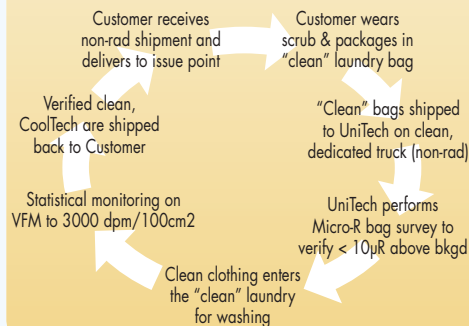 Customer receives
non-rad shipment and
delivers to issue point
Customer wears
scrub & packages in
“clean” laundry bag
“Clean” bags shipped
to UniTech on clean,
dedicated truck (non-rad)
UniTech performs
Micro-R bag survey to
verify < 10µR above bkgd
Clean clothing enters
the “clean” laundry
for washing
Statistical monitoring on
VFM to 3000 dpm/100cm2
Verified clean,
CoolTech are shipped
back to Customer